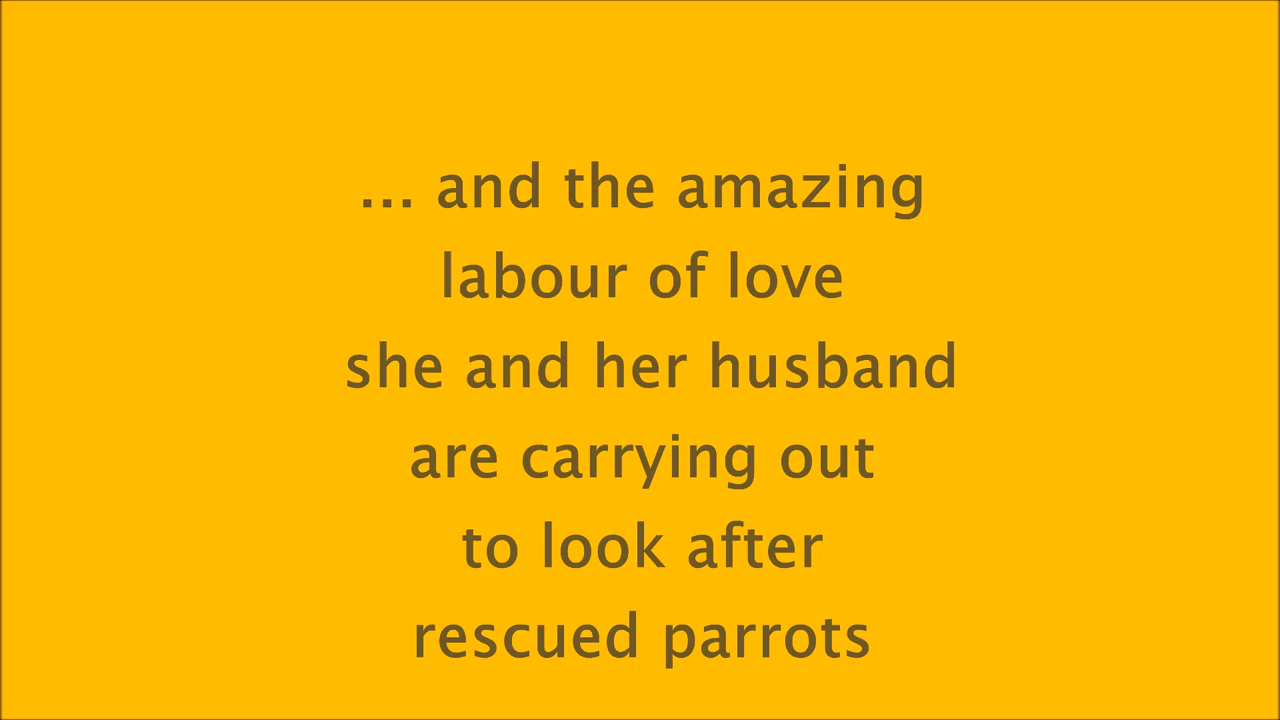 ... and the amazing
labour of love
she and her husband
are carrying out
to look after
rescued parrots